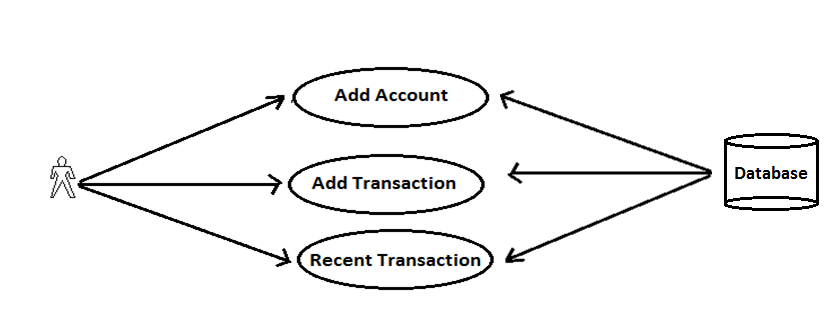 Add Account
Add Transaction
Database
Recent Transaction